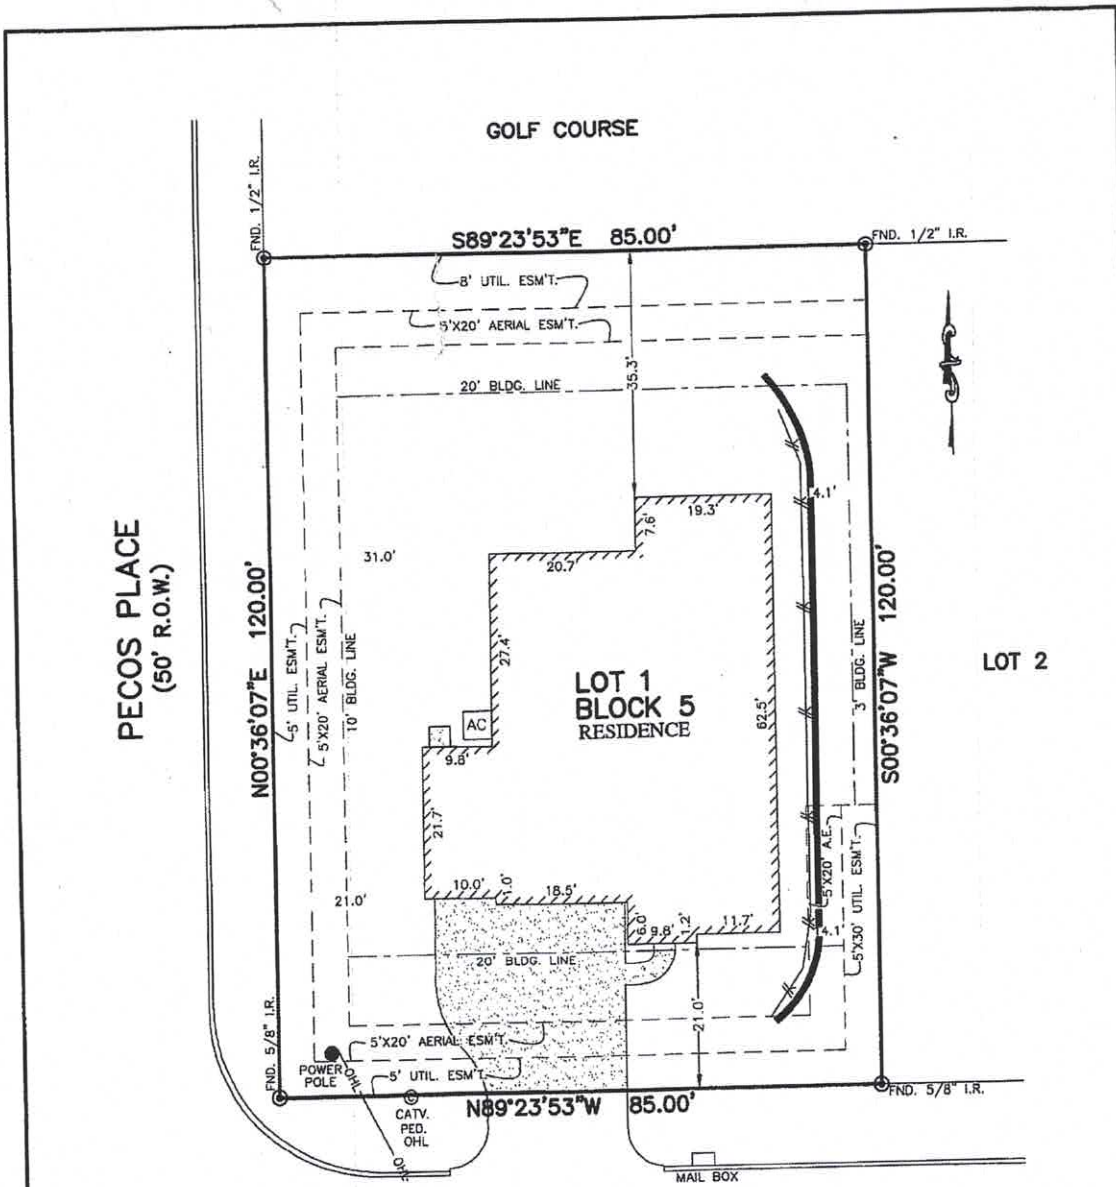 GOLF COURSE
FND. 1/2" I.R.
S89°23'53"E 85.00'
FND. 1/2" I.R.
8' UTIL. ESM'T.
5'X20' AERIAL ESM'T.
35.3'
20' BLDG. LINE
4.1'
19.3'
7.6'
31.0'
20.7'
PECOS PLACE
(50' R.O.W.)
N00°36'07"E 120.00'
5' UTIL. ESM'T.
5'X20' AERIAL ESM'T.
10' BLDG. LINE
27.4'
LOT 1
BLOCK 5
RESIDENCE
62.5'
3' BLDG. LINE
S00°36'07"W 120.00'
LOT 2
AC
9.8'
21.7'
10.0'
1.0'
18.5'
21.0'
6.0'
9.8'
1.2'
11.7'
4.1'
5'X20' A.E.
5'X30' UTIL ESM'T.
20' BLDG. LINE
21.0'
5'X20' AERIAL ESM'T.
FND. 5/8" I.R.
POWER
POLE
OHL
5' UTIL. ESM'T.
N89°23'53"W 85.00'
FND. 5/8" I.R.
CATV.
PED.
OHL
OHL
MAIL BOX